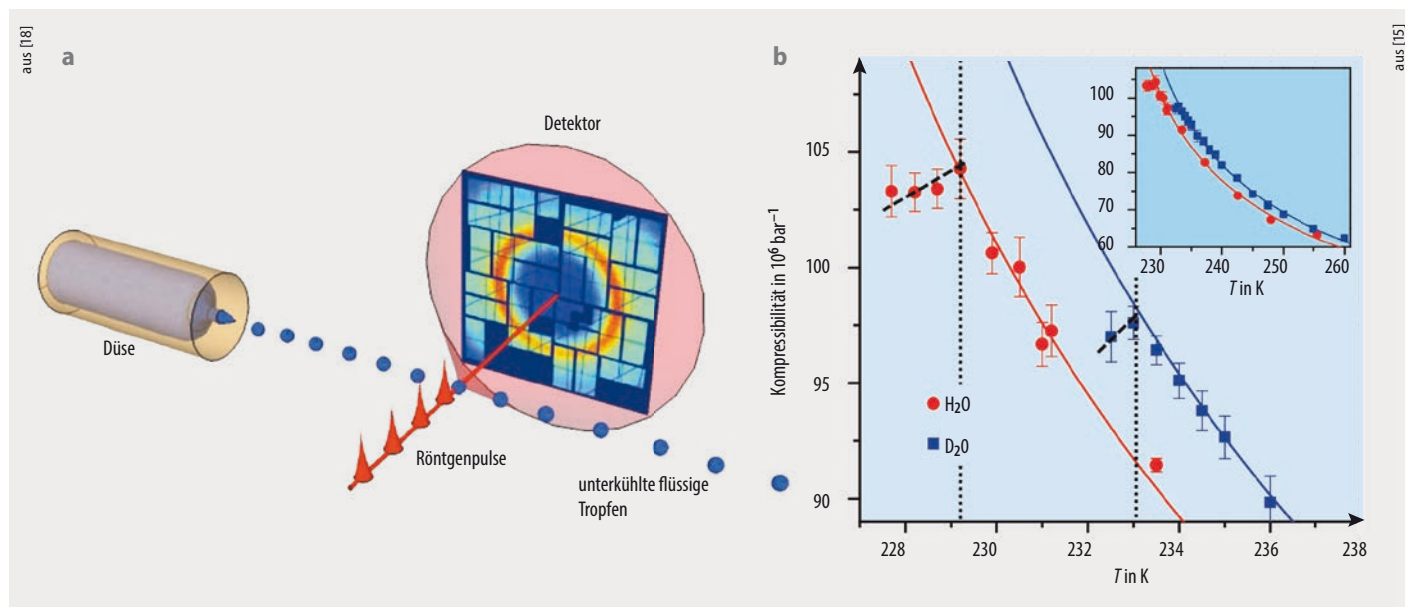 aus [18]
a
Detektor
Düse
Röntgenpulse
unterkühlte flüssige
Tropfen
b
aus [15]
Kompressibilität in 10⁶ bar⁻¹
105
100
95
90
228
230
232
234
236
238
T in K
H₂O
D₂0
100
90
80
70
60
230
240
250
260
T in K